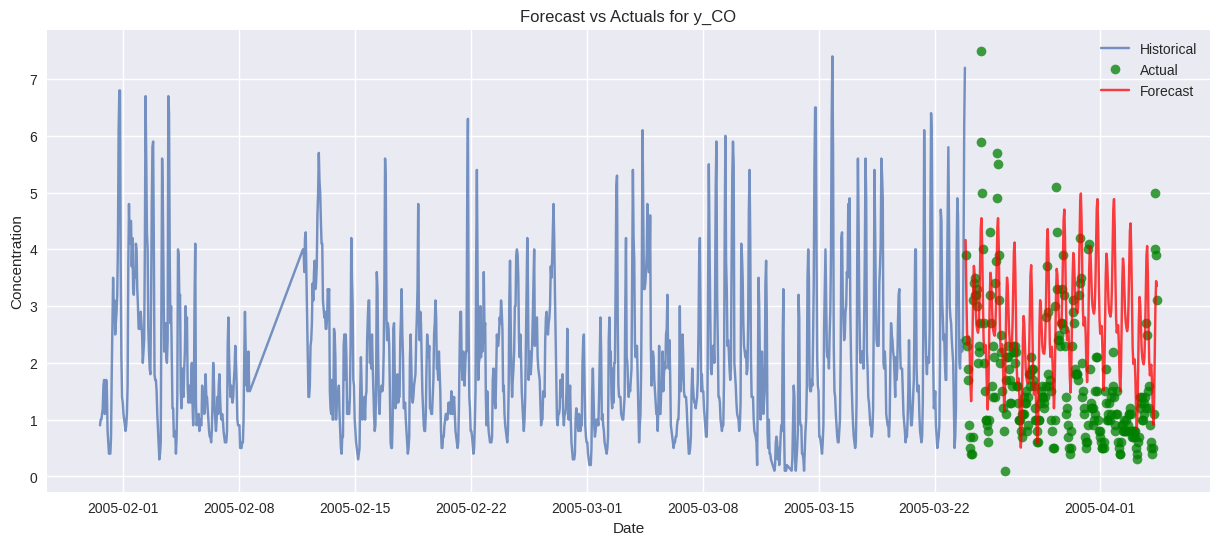 Forecast vs Actuals for y_CO
Historical
Actual
Forecast
Concentration
7
6
5
4
3
2
1
0
2005-02-01
2005-02-08
2005-02-15
2005-02-22
2005-03-01
2005-03-08
2005-03-15
2005-03-22
2005-04-01
Date